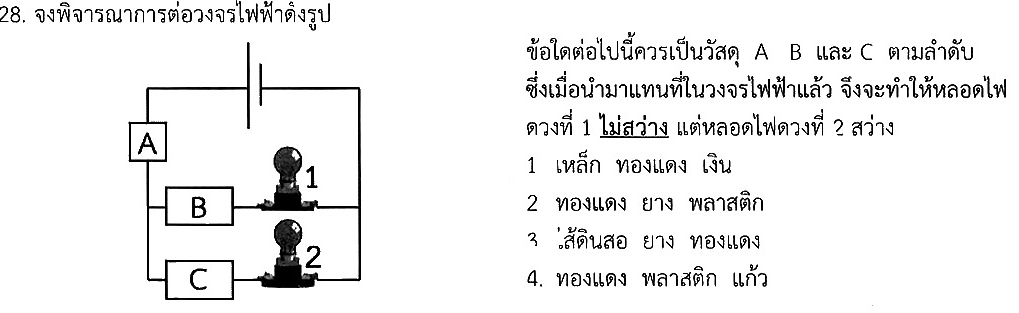 28. จงพิจารณาการต่อวงจรไฟฟ้าดังรูป
ข้อใดต่อไปนี้ควรเป็นวัสดุ A B และ C ตามลำดับ
ซึ่งเมื่อนำมาแทนที่ในวงจรไฟฟ้าแล้ว จึงจะทำให้หลอดไฟ
ดวงที่ 1 ไม่สว่าง แต่หลอดไฟดวงที่ 2 สว่าง
1 เหล็ก ทองแดง เงิน
2 ทองแดง ยาง พลาสติก
3 ไส้ดินสอ ยาง ทองแดง
4. ทองแดง พลาสติก แก้ว
A
1
B
2
C